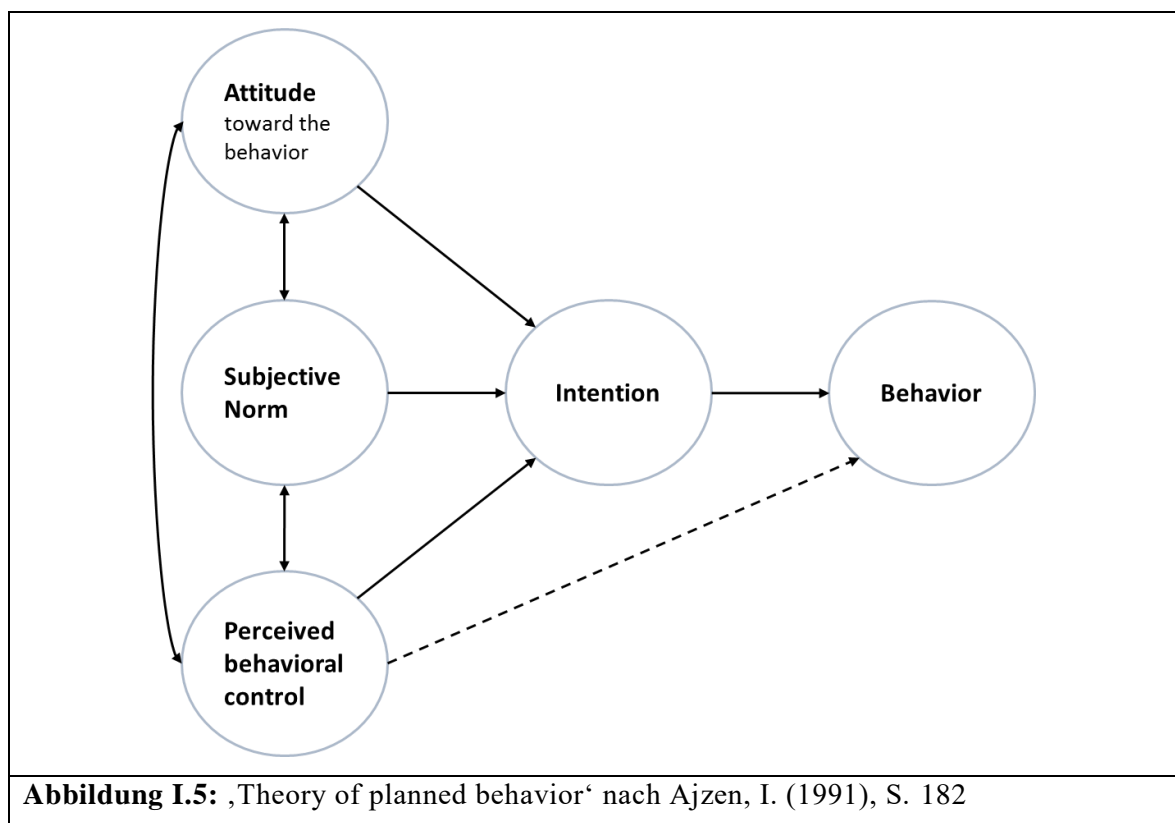 Attitude
toward the
behavior
Subjective
Norm
Intention
Behavior
Perceived
behavioral
control
Abbildung I.5: ‚Theory of planned behavior‘ nach Ajzen, I. (1991), S. 182